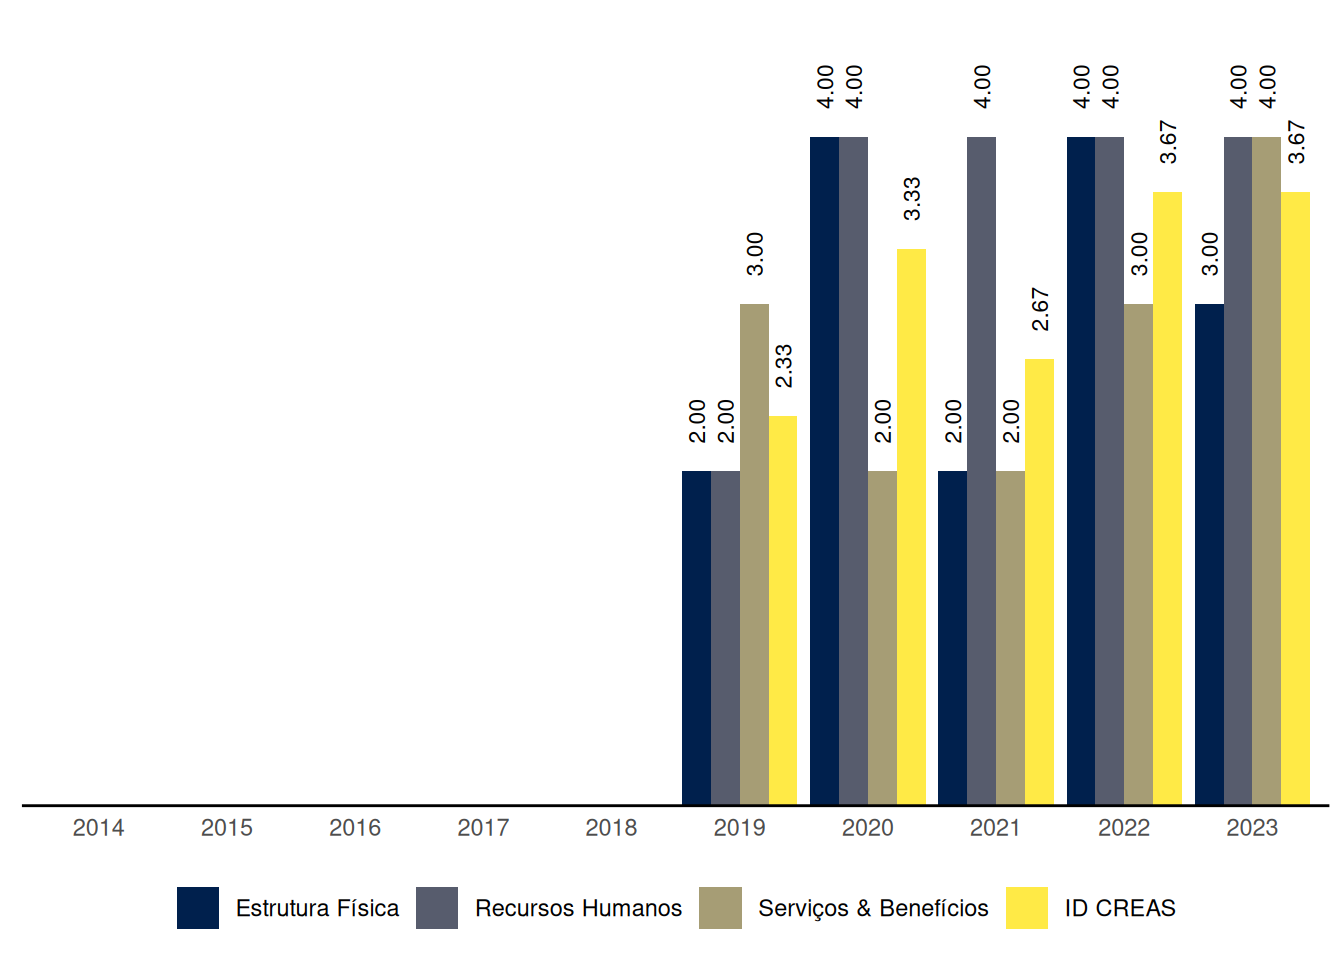 4.00 4.00 4.00 4.00 4.00 4.00 4.00
3.67 3.67
3.33
3.00 3.00 3.00
2.67
2.33
2.00 2.00 2.00 2.00 2.00
2014 2015 2016 2017 2018 2019 2020 2021 2022 2023
Estrutura Física Recursos Humanos Serviços & Benefícios ID CREAS